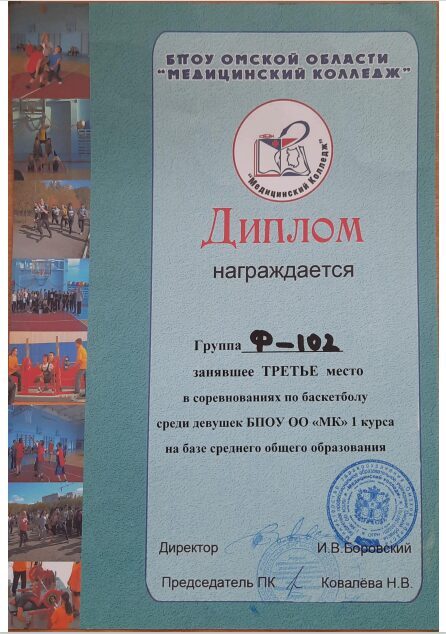 БПОУ ОМСКОЙ ОБЛАСТИ
"МЕДИЦИНСКИЙ КОЛЛЕДЖ"
"Медицинский Колледж"
Диплом
награждается
Группа Ф-102
занявшее ТРЕТЬЕ место
в соревнованиях по баскетболу
среди девушек БПОУ ОО «МК» 1 курса
на базе среднего общего образования
Директор И.В.Боровский
Председатель ПК Ковалёва Н.В.